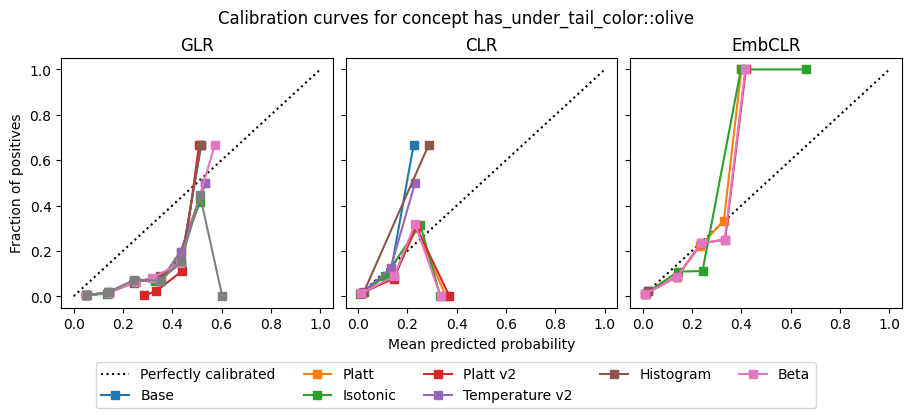 Calibration curves for concept has_under_tail_color::olive
GLR
CLR
EmbCLR
Fraction of positives
1.0
0.8
0.6
0.4
0.2
0.0
0.0 0.2 0.4 0.6 0.8 1.0
0.0 0.2 0.4 0.6 0.8 1.0
0.0 0.2 0.4 0.6 0.8 1.0
Mean predicted probability
Perfectly calibrated
Base
Platt
Isotonic
Platt v2
Temperature v2
Histogram
Beta